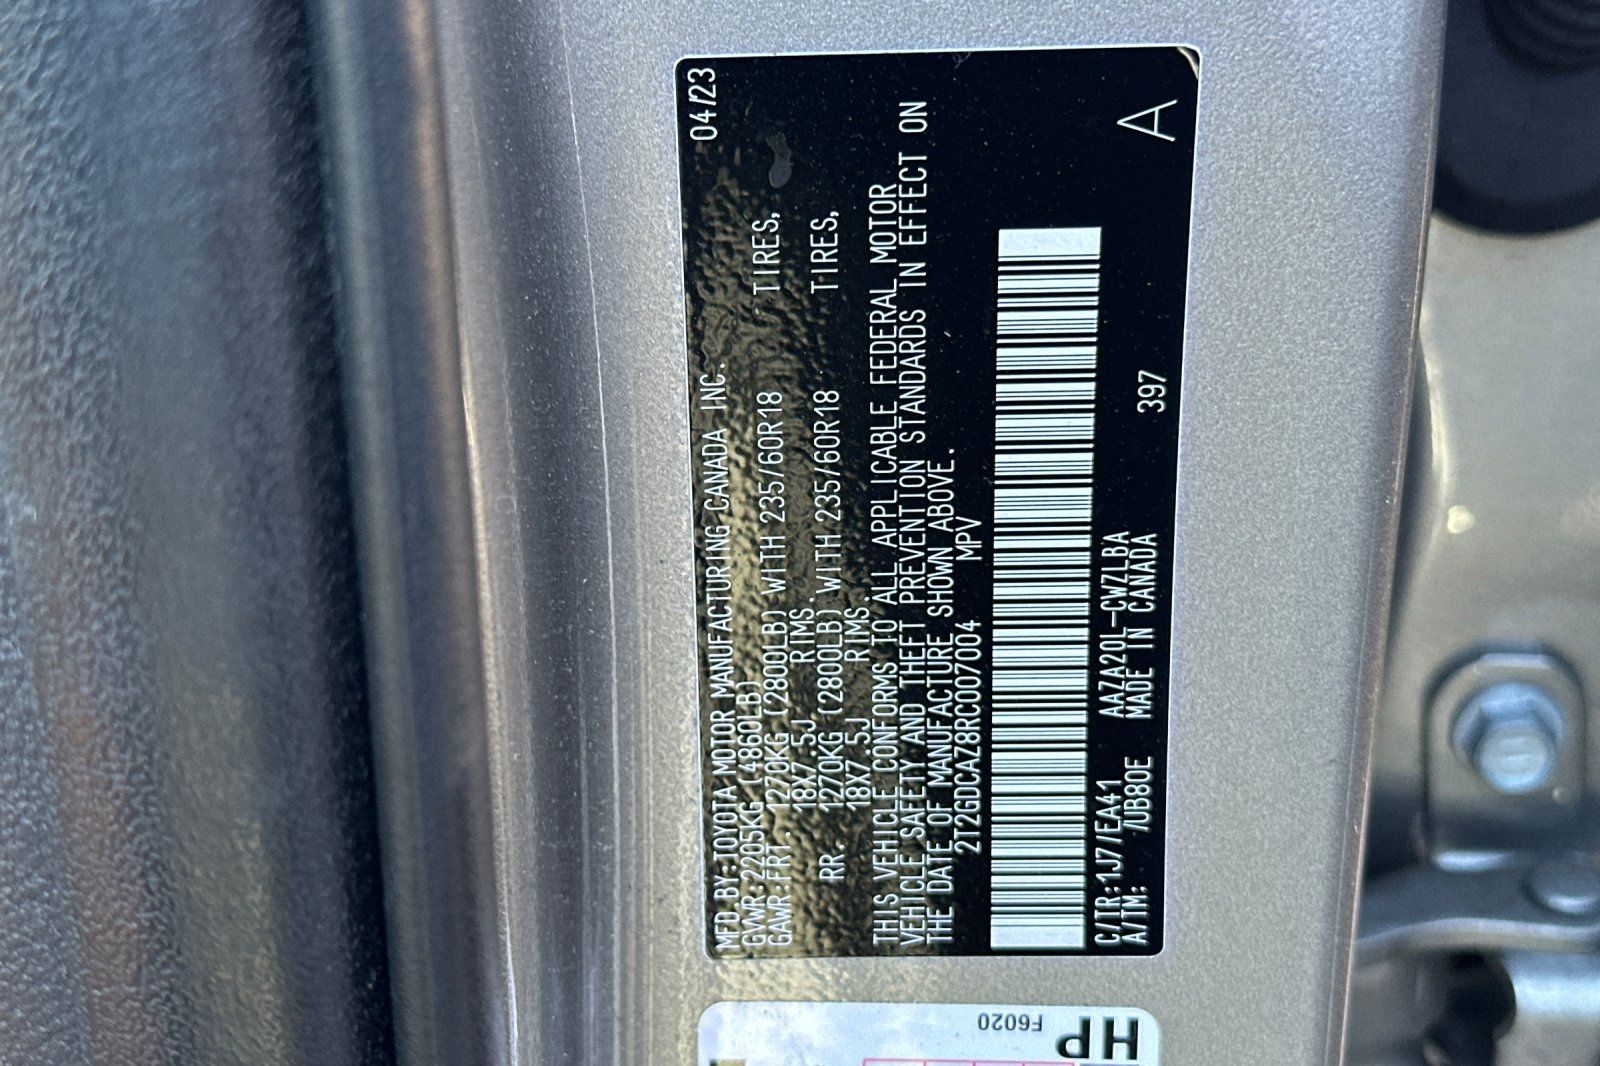 04/23
MFD.BY:TOYOTA MOTOR MANUFACTURING CANADA INC.
GVWR:2205KG (4860LB)
GAWR:FRT. 1270KG (2800LB) WITH 235/60R18 TIRES,
18X7.5J RIMS.
RR. 1270KG (2800LB) WITH 235/60R18 TIRES,
18X7.5J RIMS.
THIS VEHICLE CONFORMS TO ALL APPLICABLE FEDERAL MOTOR
VEHICLE SAFETY AND THEFT PREVENTION STANDARDS IN EFFECT ON
THE DATE OF MANUFACTURE SHOWN ABOVE.
2T2GDCAZ8RC007004 MPV
C/TR:1J7/EA41 AAZA20L-CWZLBA 397
A/TM: /UB80E MADE IN CANADA
A
F6020
HP